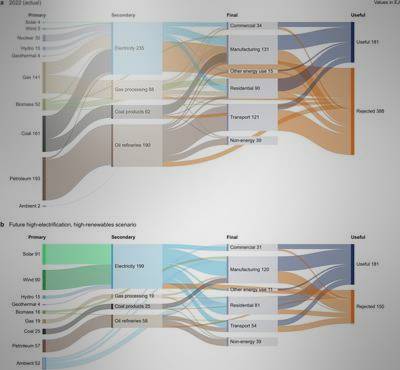 a 2022 (actual) Values in EJ
Primary Secondary Final Useful
Solar 4
Wind 8
Nuclear 30
Hydro 15
Geothermal 4
Gas 141
Biomass 52
Coal 161
Petroleum 193
Ambient 2
Electricity 235
Gas processing 88
Coal products 62
Oil refineries 190
Commercial 34
Manufacturing 131
Other energy use 15
Residential 90
Transport 121
Non-energy 39
Useful 181
Rejected 388
b Future high-electrification, high-renewables scenario
Primary Secondary Final Useful
Solar 91
Wind 90
Hydro 15
Geothermal 4
Biomass 16
Gas 19
Coal 25
Petroleum 57
Ambient 52
Electricity 199
Gas processing 19
Coal products 25
Oil refineries 56
Commercial 31
Manufacturing 120
Other energy use 11
Residential 81
Transport 54
Non-energy 39
Useful 181
Rejected 150